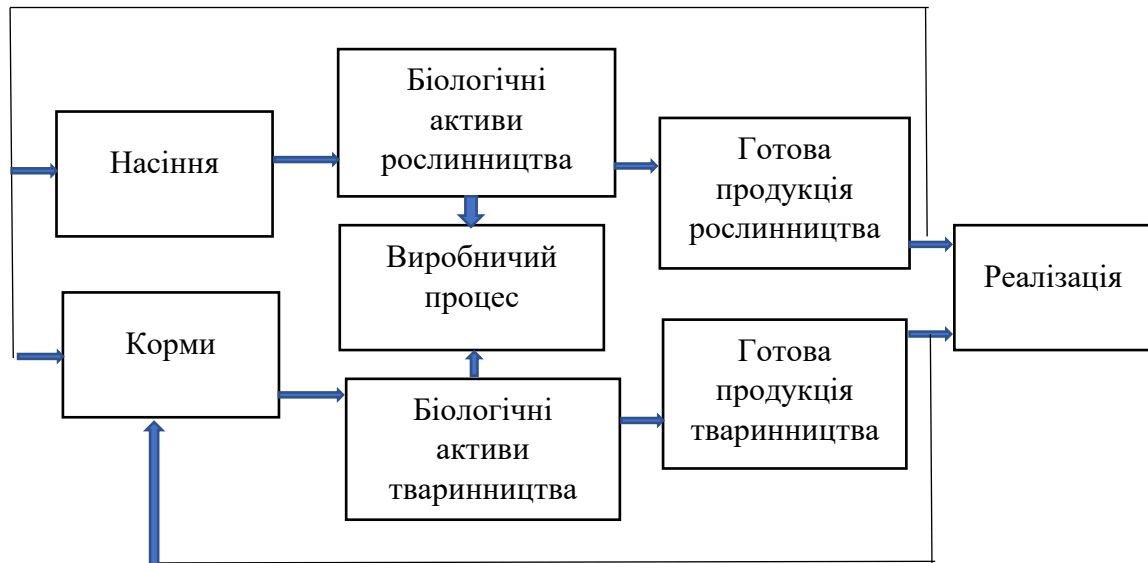 Насіння
Біологічні
активи
рослинництва
Готова
продукція
рослинництва
Виробничий
процес
Реалізація
Корми
Біологічні
активи
тваринництва
Готова
продукція
тваринництва